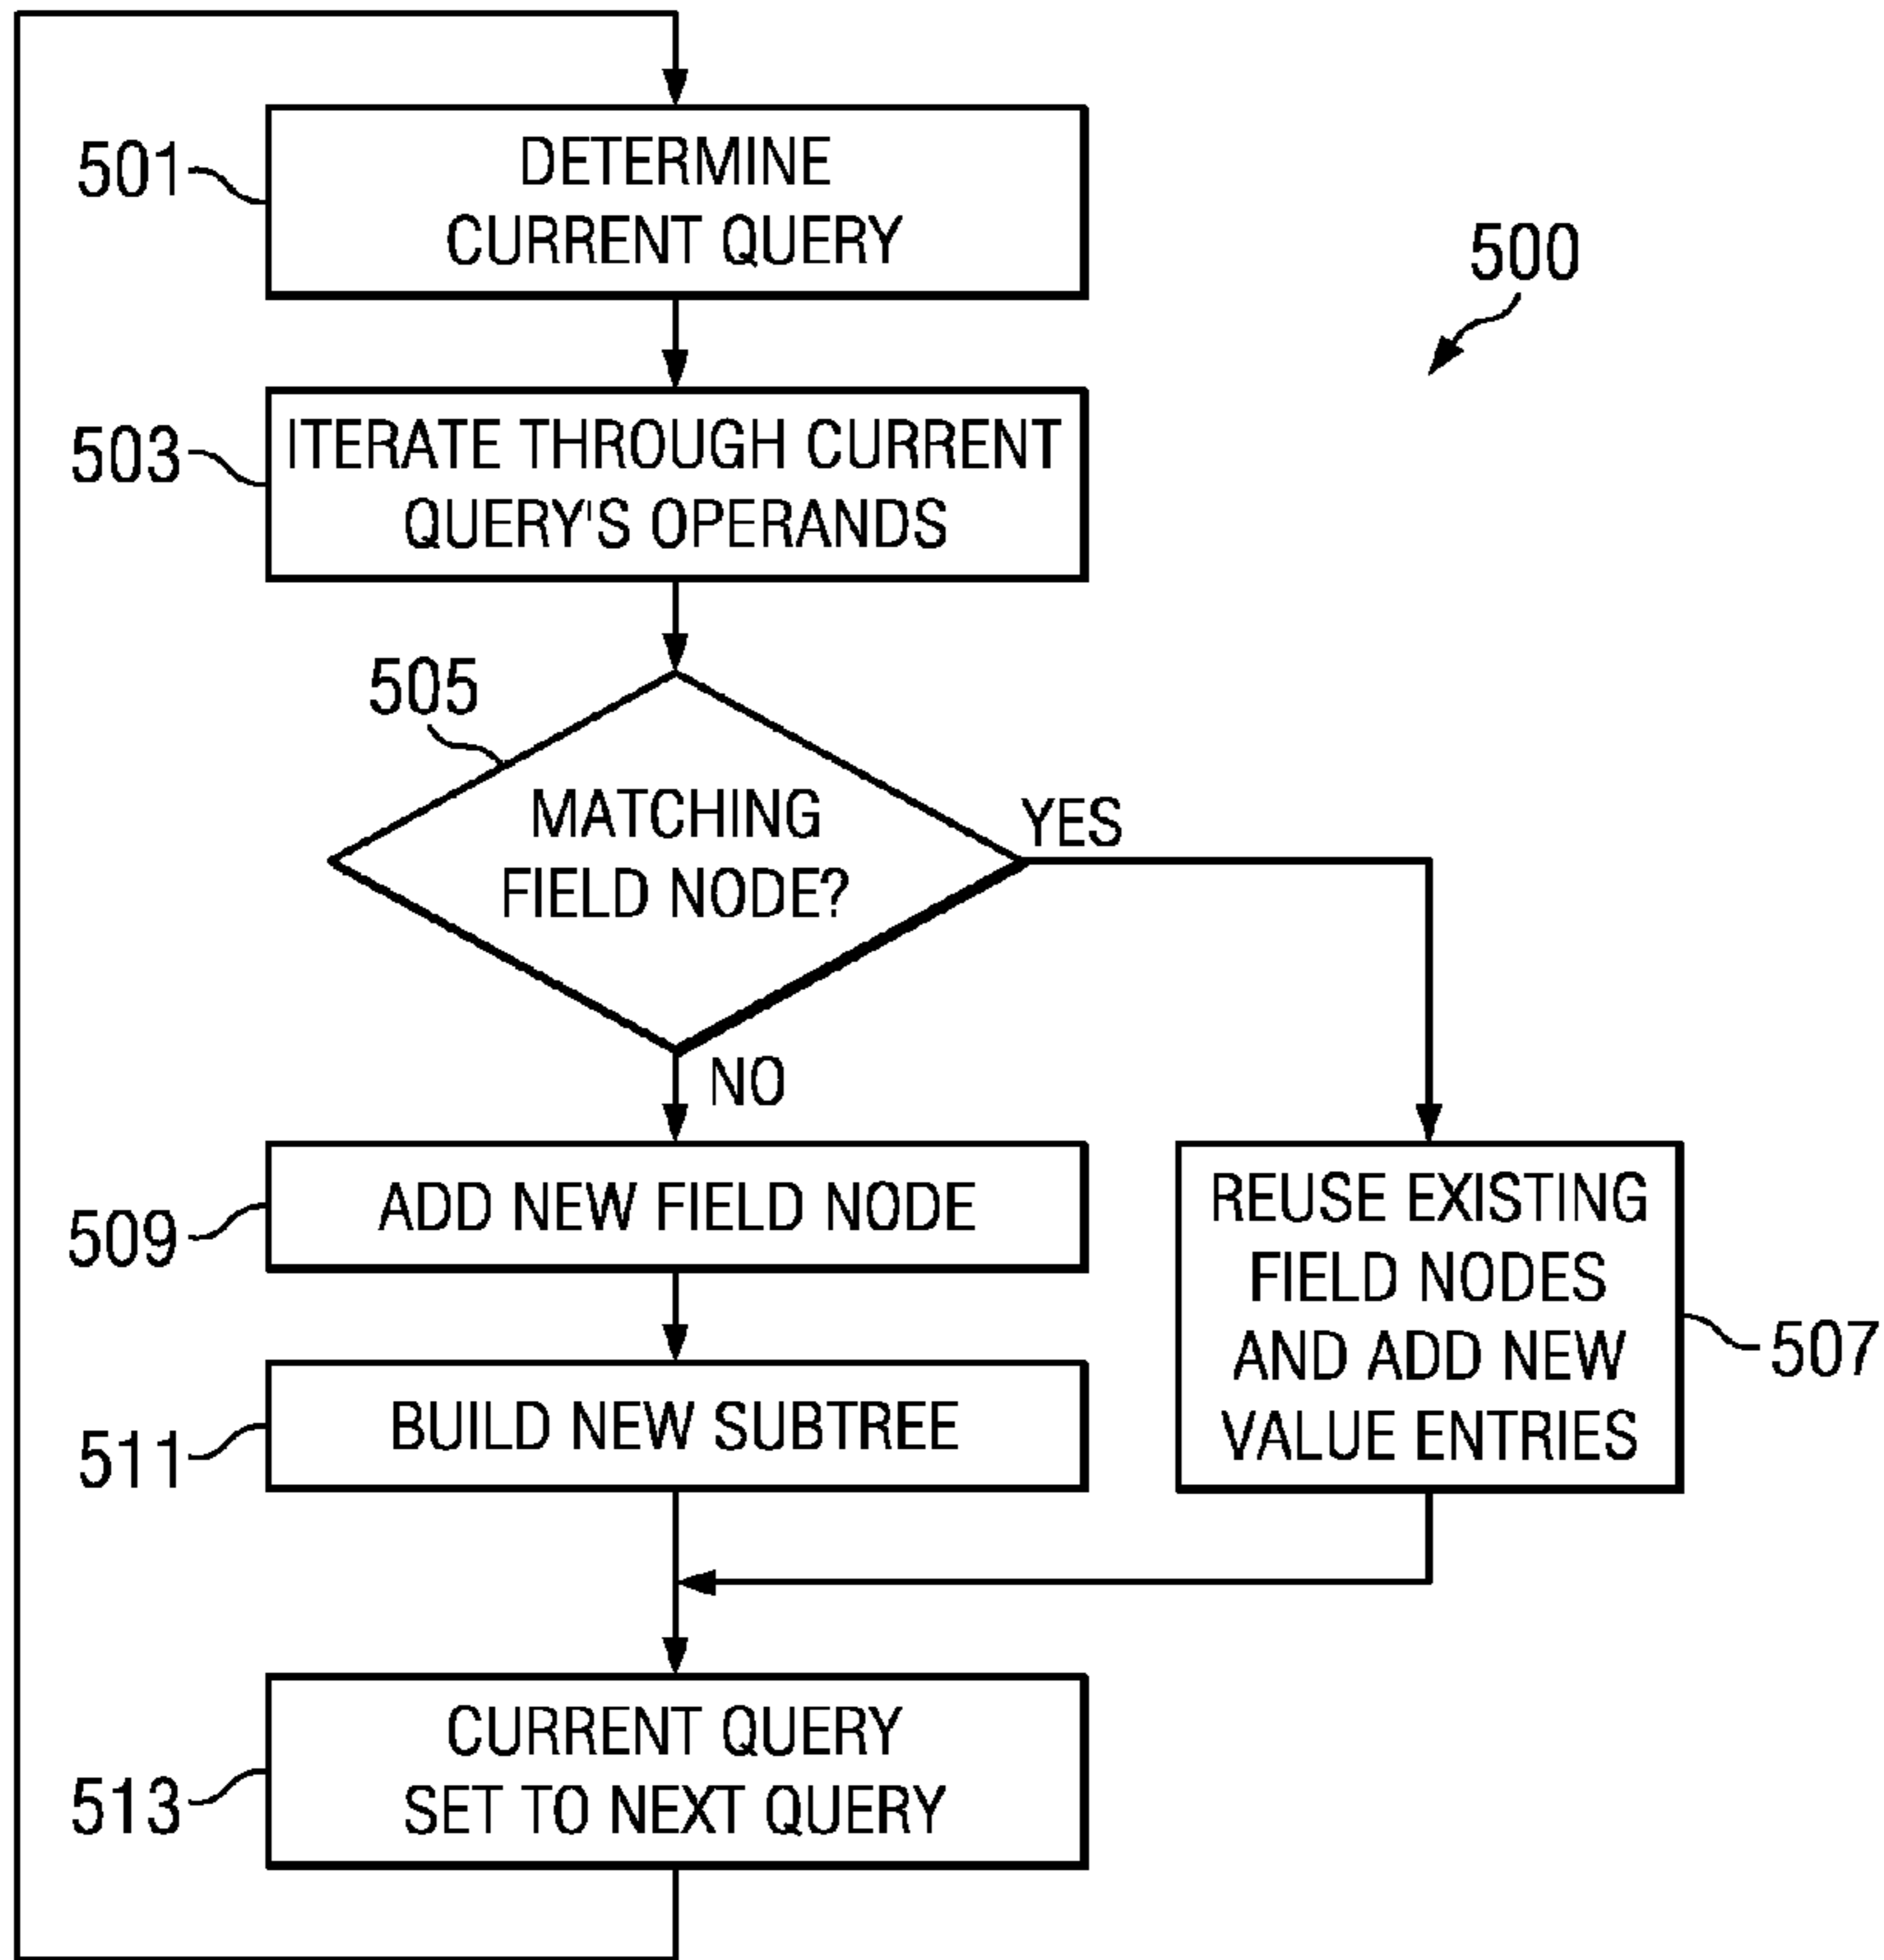 501
DETERMINE
CURRENT QUERY
500
503
ITERATE THROUGH CURRENT
QUERY'S OPERANDS
505
MATCHING
FIELD NODE?
YES
NO
509
ADD NEW FIELD NODE
REUSE EXISTING
FIELD NODES
AND ADD NEW
VALUE ENTRIES
507
511
BUILD NEW SUBTREE
513
CURRENT QUERY
SET TO NEXT QUERY